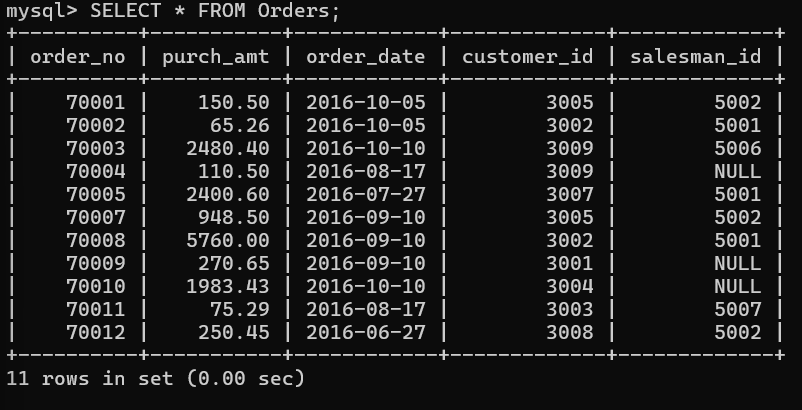 mysql> SELECT * FROM Orders;
+----------+-----------+------------+-------------+-------------+
| order_no | purch_amt | order_date | customer_id | salesman_id |
+----------+-----------+------------+-------------+-------------+
|    70001 |    150.50 | 2016-10-05 |        3005 |        5002 |
|    70002 |     65.26 | 2016-10-05 |        3002 |        5001 |
|    70003 |   2480.40 | 2016-10-10 |        3009 |        5006 |
|    70004 |    110.50 | 2016-08-17 |        3009 |        NULL |
|    70005 |   2400.60 | 2016-07-27 |        3007 |        5001 |
|    70007 |    948.50 | 2016-09-10 |        3005 |        5002 |
|    70008 |   5760.00 | 2016-09-10 |        3002 |        5001 |
|    70009 |    270.65 | 2016-09-10 |        3001 |        NULL |
|    70010 |   1983.43 | 2016-10-10 |        3004 |        NULL |
|    70011 |     75.29 | 2016-08-17 |        3003 |        5007 |
|    70012 |    250.45 | 2016-06-27 |        3008 |        5002 |
+----------+-----------+------------+-------------+-------------+
11 rows in set (0.00 sec)